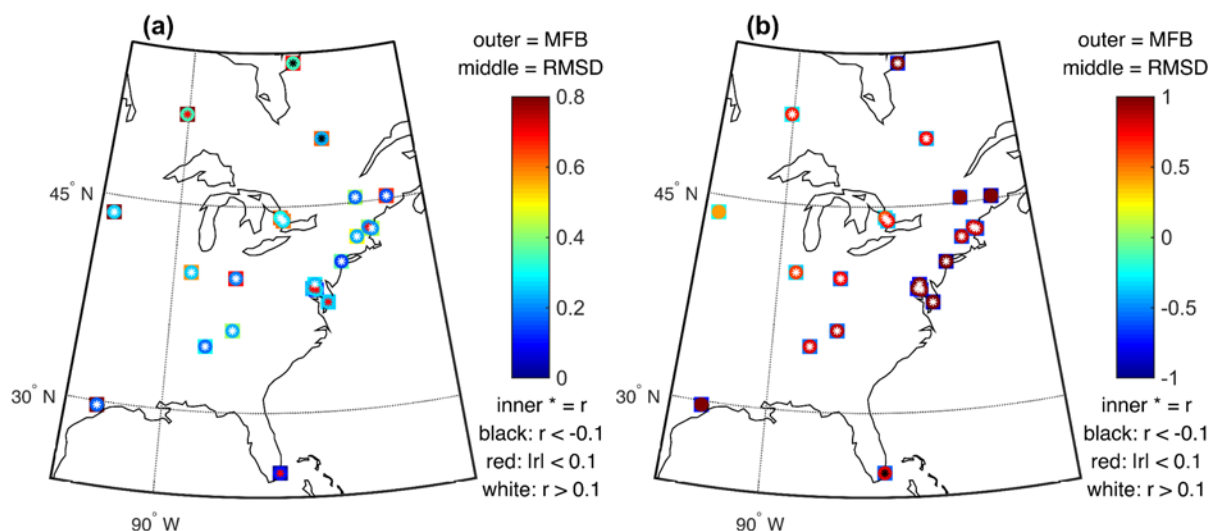 (a)
outer = MFB
middle = RMSD
0.8
0.6
0.4
0.2
0
45° N
30° N
90° W
inner * = r
black: r < -0.1
red: |r| < 0.1
white: r > 0.1
(b)
outer = MFB
middle = RMSD
1
0.5
0
-0.5
-1
45° N
30° N
90° W
inner * = r
black: r < -0.1
red: |r| < 0.1
white: r > 0.1